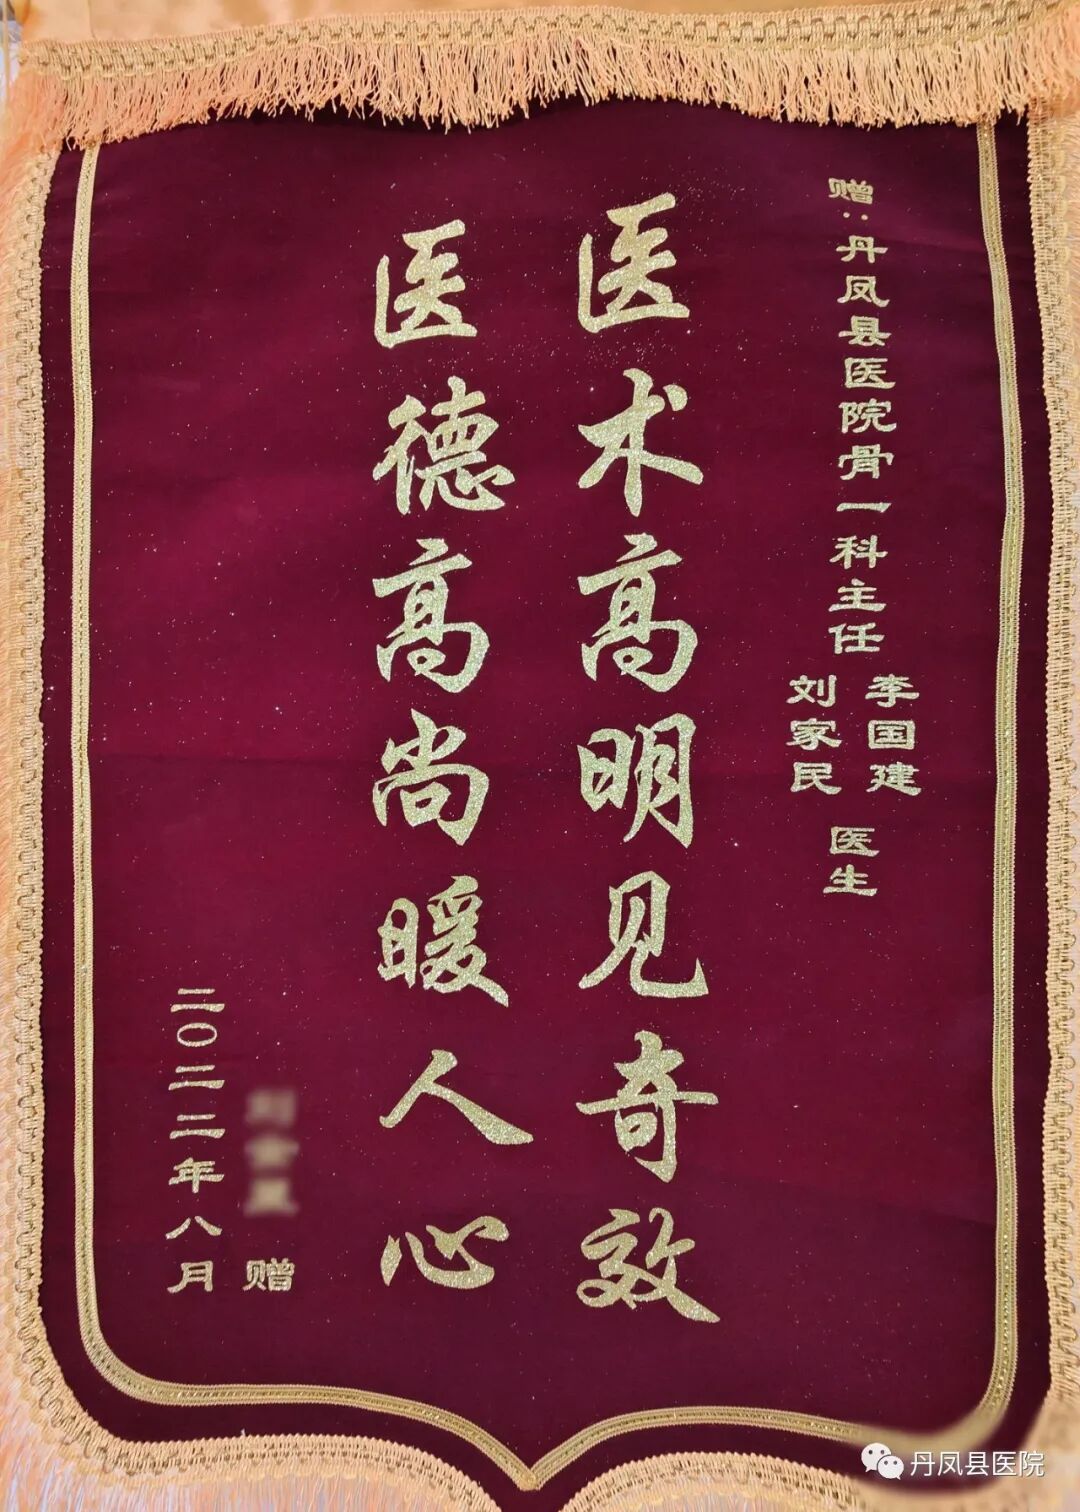 赠:丹凤县医院骨一科主任
李国建
刘家民
医生
医术高明见奇效
医德高尚暖人心
赠
二〇二二年八月
丹凤县医院